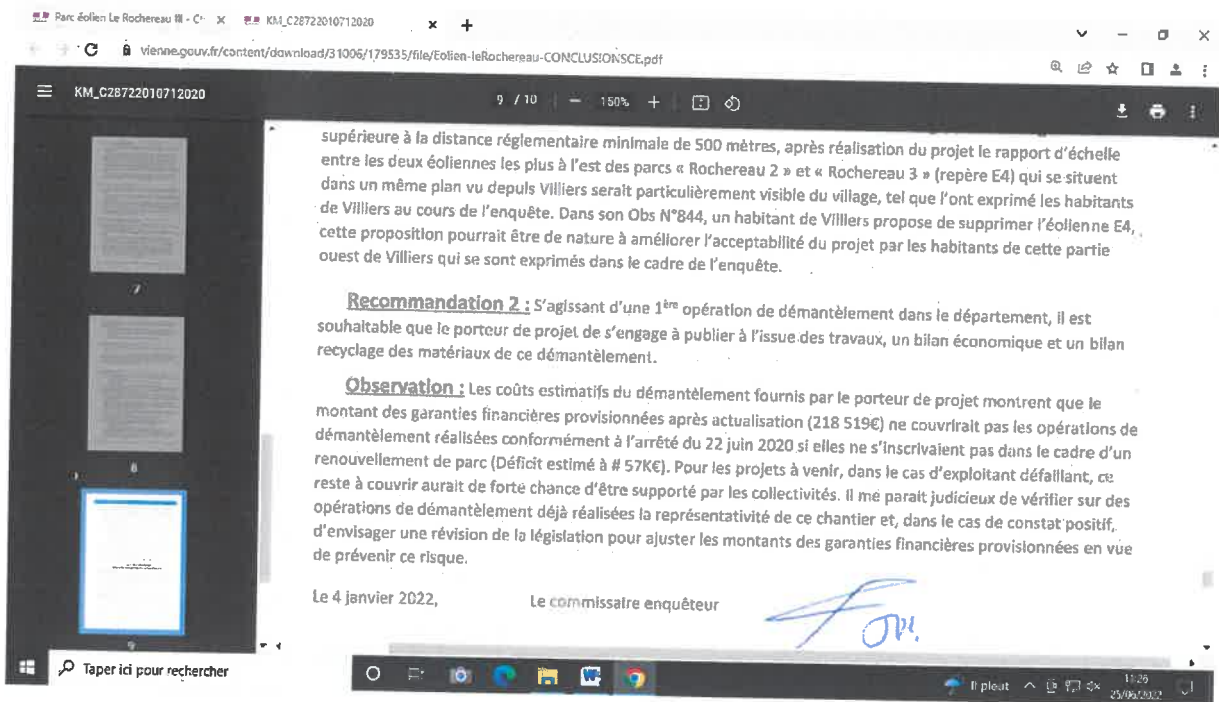 Parc éolien Le Rochereau III - C
KM_C28722010712020
vienne.gouv.fr/content/download/31006/179535/file/Eolien-leRochereau-CONCLUSIONSCE.pdf
KM_C28722010712020
9 / 10
150%
supérieure à la distance réglementaire minimale de 500 mètres, après réalisation du projet le rapport d'échelle
entre les deux éoliennes les plus à l'est des parcs « Rochereau 2 » et « Rochereau 3 » (repère E4) qui se situent
dans un même plan vu depuis Villiers serait particulièrement visible du village, tel que l'ont exprimé les habitants
de Villiers au cours de l'enquête. Dans son Obs N°844, un habitant de Villiers propose de supprimer l'éolienne E4,
cette proposition pourrait être de nature à améliorer l'acceptabilité du projet par les habitants de cette partie
ouest de Villiers qui se sont exprimés dans le cadre de l'enquête.
Recommandation 2 : S'agissant d'une 1ère opération de démantèlement dans le département, il est
souhaitable que le porteur de projet de s'engage à publier à l'issue des travaux, un bilan économique et un bilan
recyclage des matériaux de ce démantèlement.
Observation : Les coûts estimatifs du démantèlement fournis par le porteur de projet montrent que le
montant des garanties financières provisionnées après actualisation (218 519€) ne couvrirait pas les opérations de
démantèlement réalisées conformément à l'arrêté du 22 juin 2020 si elles ne s'inscrivaient pas dans le cadre d'un
renouvellement de parc (Déficit estimé à # 57K€). Pour les projets à venir, dans le cas d'exploitant défaillant, ce
reste à couvrir aurait de forte chance d'être supporté par les collectivités. Il me parait judicieux de vérifier sur des
opérations de démantèlement déjà réalisées la représentativité de ce chantier et, dans le cas de constat positif,
d'envisager une révision de la législation pour ajuster les montants des garanties financières provisionnées en vue
de prévenir ce risque.
Le 4 janvier 2022,
Le commissaire enquêteur
7
8
9
Taper ici pour rechercher
Il pleut
11:26
25/06/2022